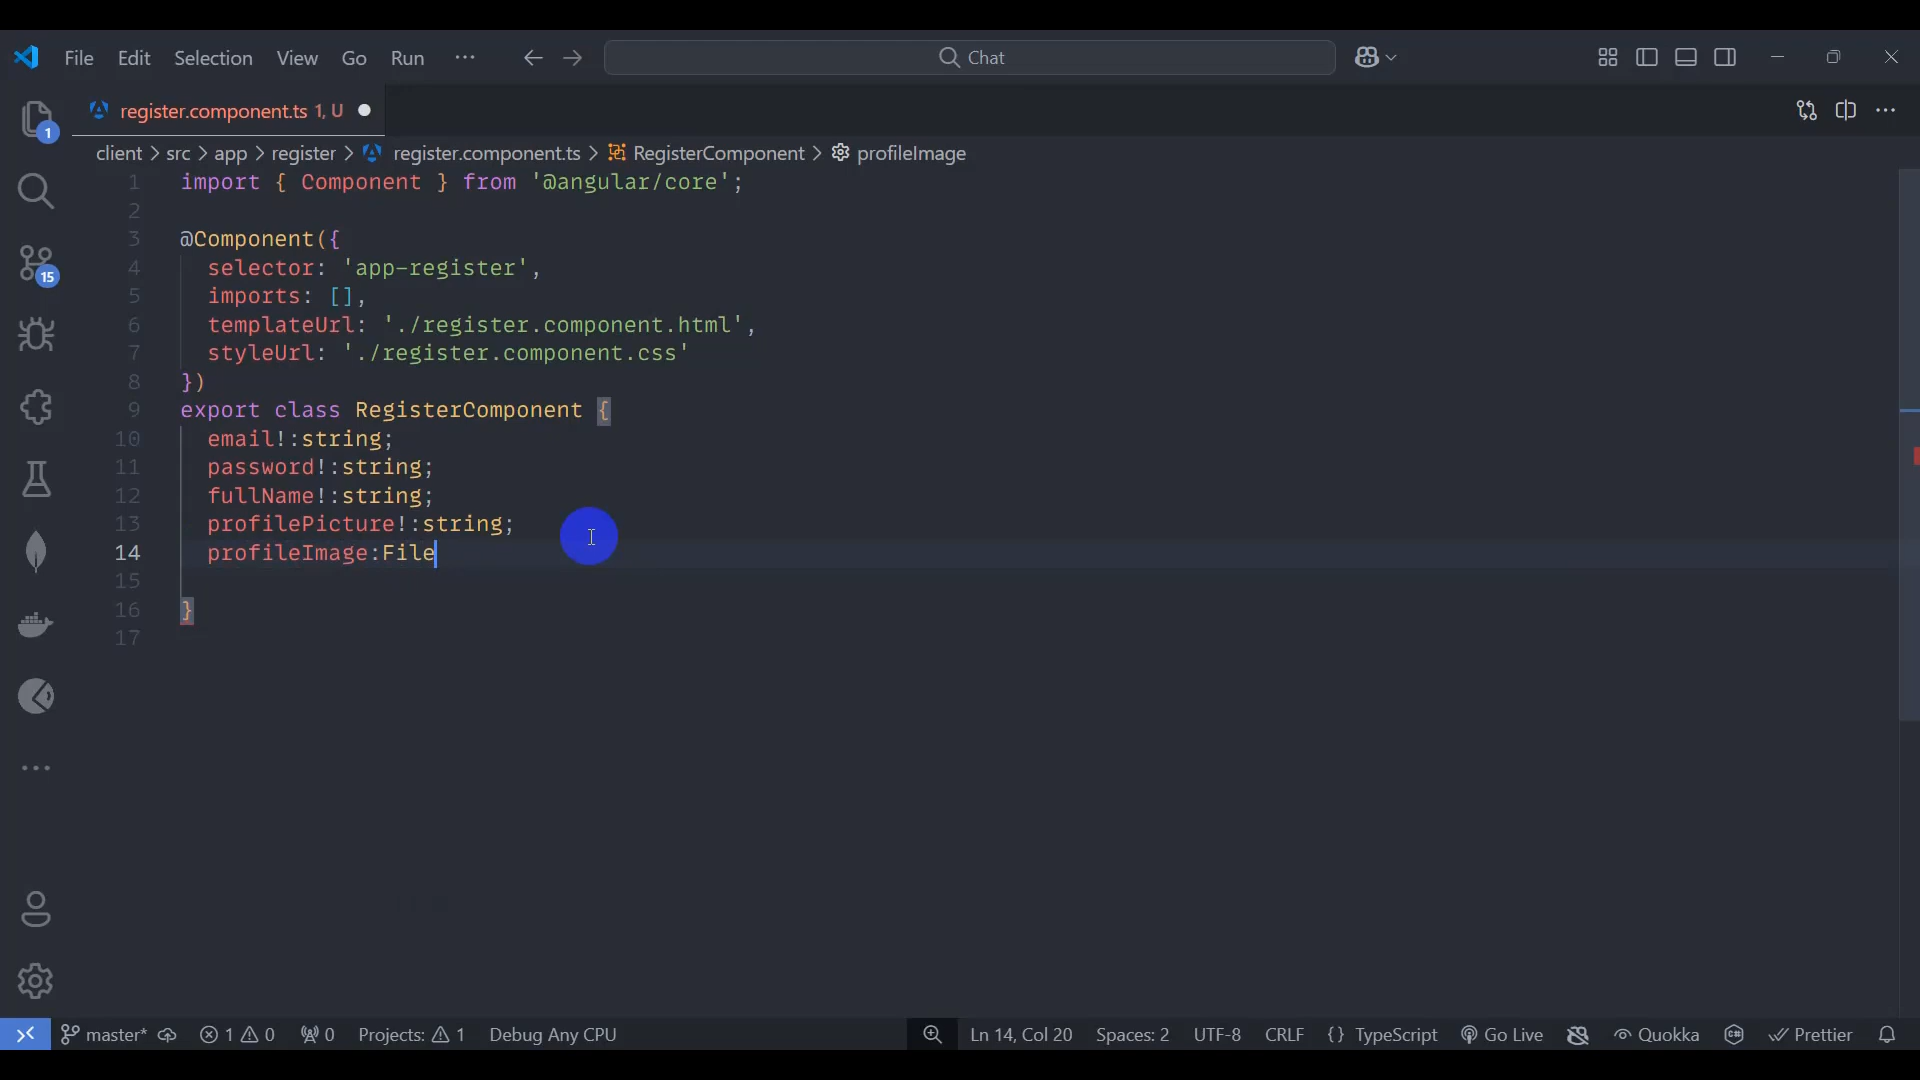 File Edit Selection View Go Run ··· Chat
register.component.ts 1, U
client > src > app > register > register.component.ts > RegisterComponent > profileImage
1 import { Component } from '@angular/core';
2
3 @Component({
4 selector: 'app-register',
5 imports: [],
6 templateUrl: './register.component.html',
7 styleUrl: './register.component.css'
8 })
9 export class RegisterComponent {
10 email!:string;
11 password!:string;
12 fullName!:string;
13 profilePicture!:string;
14 profileImage:File
15
16 }
17
1
15
master* 1 0 0 Projects: 1 Debug Any CPU Ln 14, Col 20 Spaces: 2 UTF-8 CRLF {} TypeScript Go Live Quokka Prettier